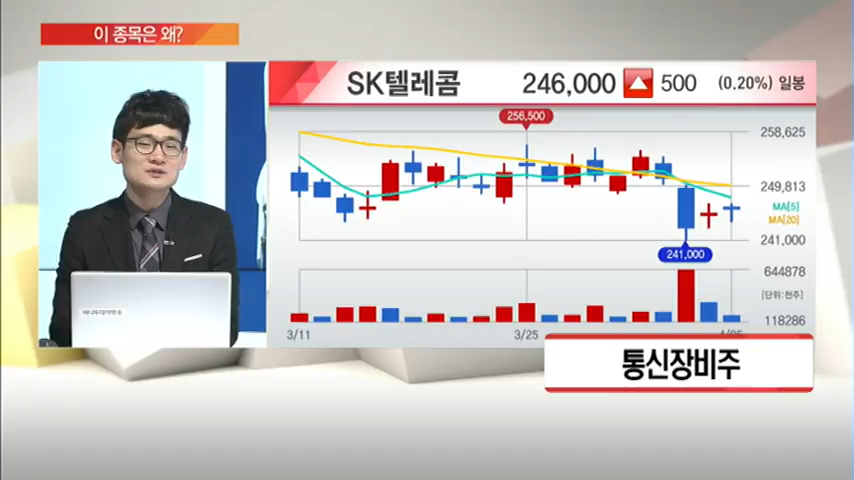 이 종목은 왜?
SK텔레콤 246,000 500 (0.20%) 일봉
256,500
258,625
249,813
MA[5]
MA[20]
241,000
241,000
644878
[단위:천주]
118286
3/11 3/25
통신장비주